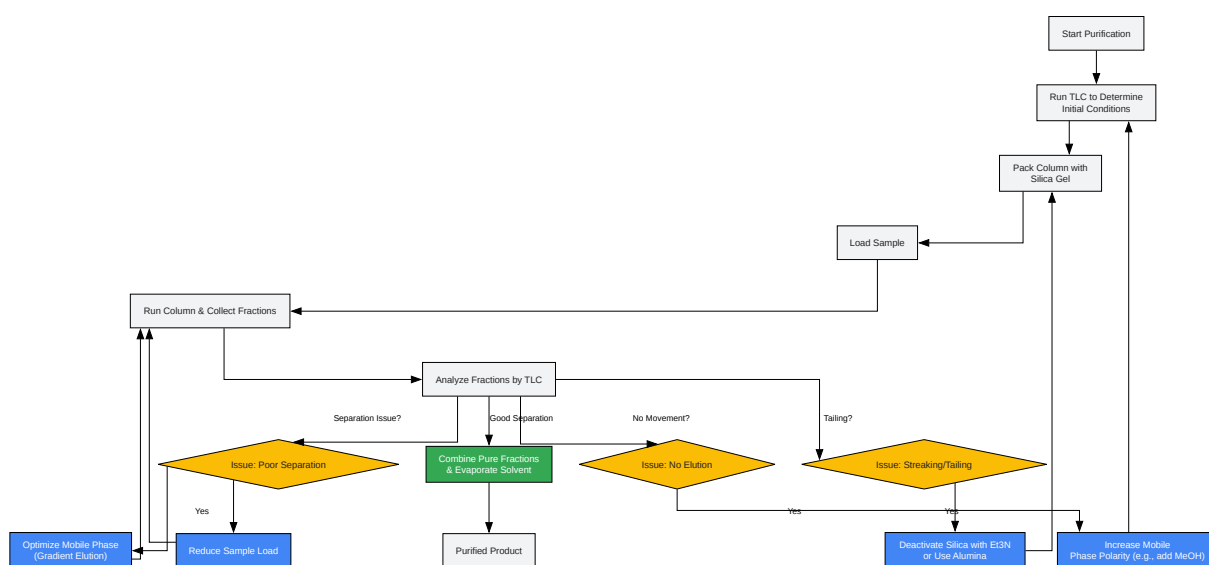 Start Purification
Run TLC to Determine
Initial Conditions
Pack Column with
Silica Gel
Load Sample
Run Column & Collect Fractions
Analyze Fractions by TLC
Separation Issue?
Good Separation
No Movement?
Tailing?
Issue: Poor Separation
Combine Pure Fractions
& Evaporate Solvent
Issue: No Elution
Issue: Streaking/Tailing
Yes
Yes
Yes
Optimize Mobile Phase
(Gradient Elution)
Reduce Sample Load
Purified Product
Deactivate Silica with Et3N
or Use Alumina
Increase Mobile
Phase Polarity (e.g., add MeOH)